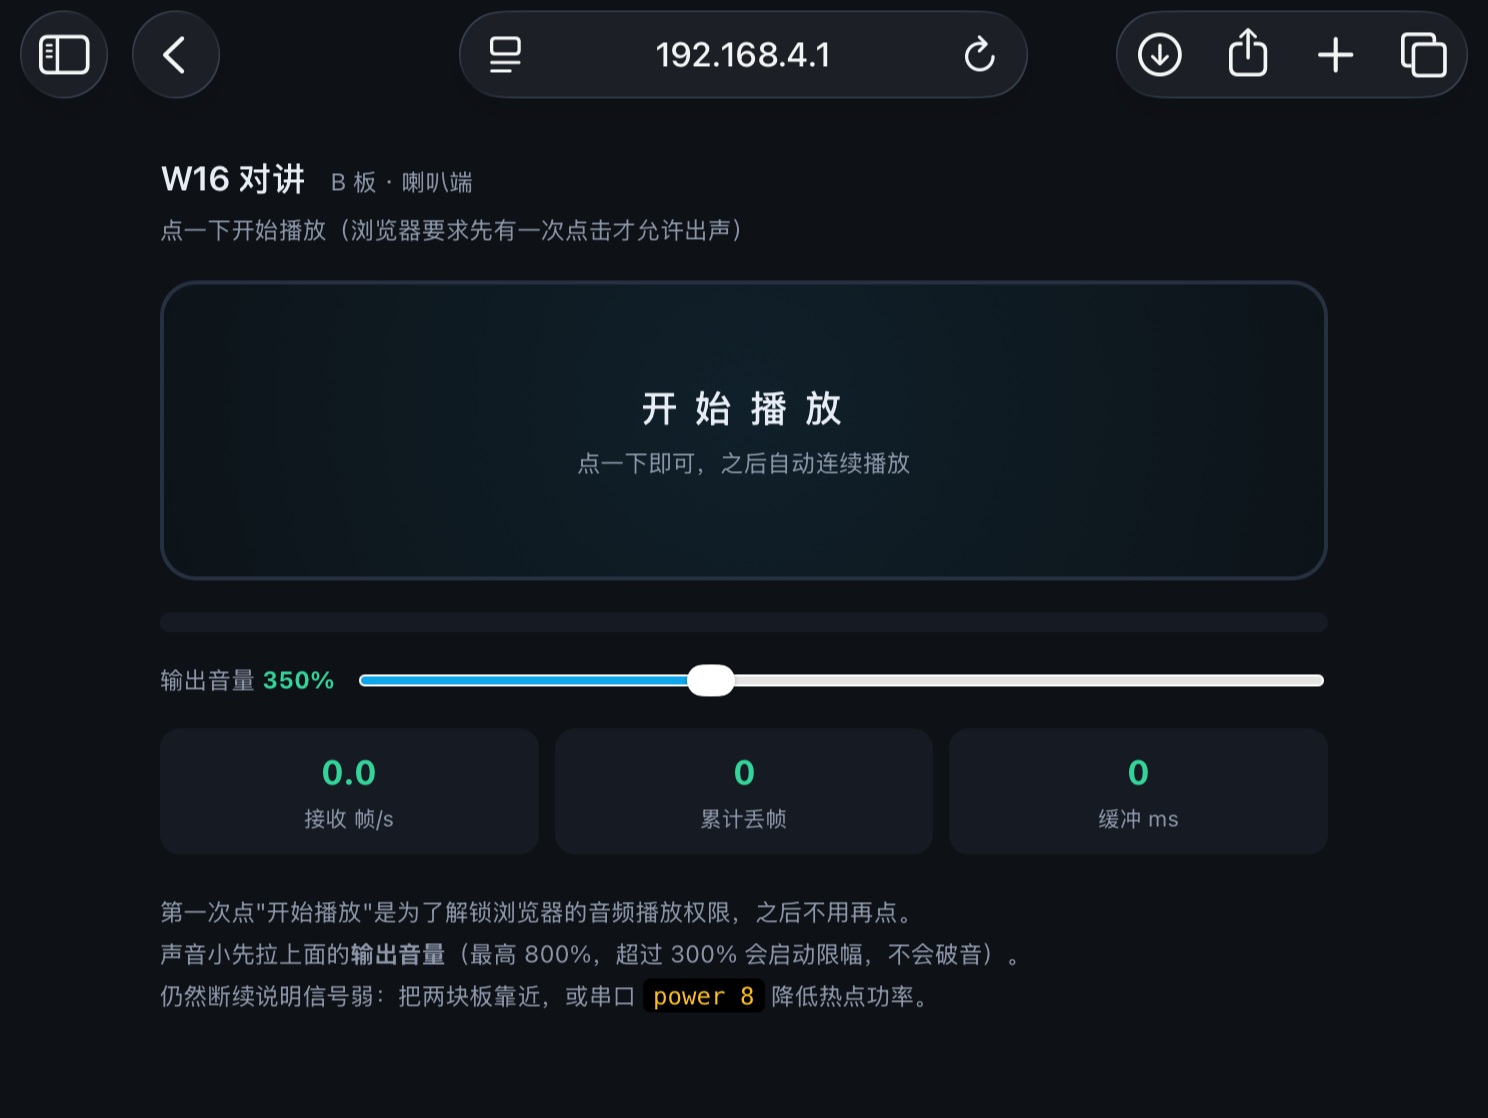 192.168.4.1
W16 对讲 B 板 · 喇叭端
点一下开始播放（浏览器要求先有一次点击才允许出声）
开始播放
点一下即可，之后自动连续播放
输出音量 350%
0.0
接收 帧/s
0
累计丢帧
0
缓冲 ms
第一次点"开始播放"是为了解锁浏览器的音频播放权限，之后不用再点。
声音小先拉上面的输出音量（最高 800%，超过 300% 会启动限幅，不会破音）。
仍然断续说明信号弱：把两块板靠近，或串口 power 8 降低热点功率。